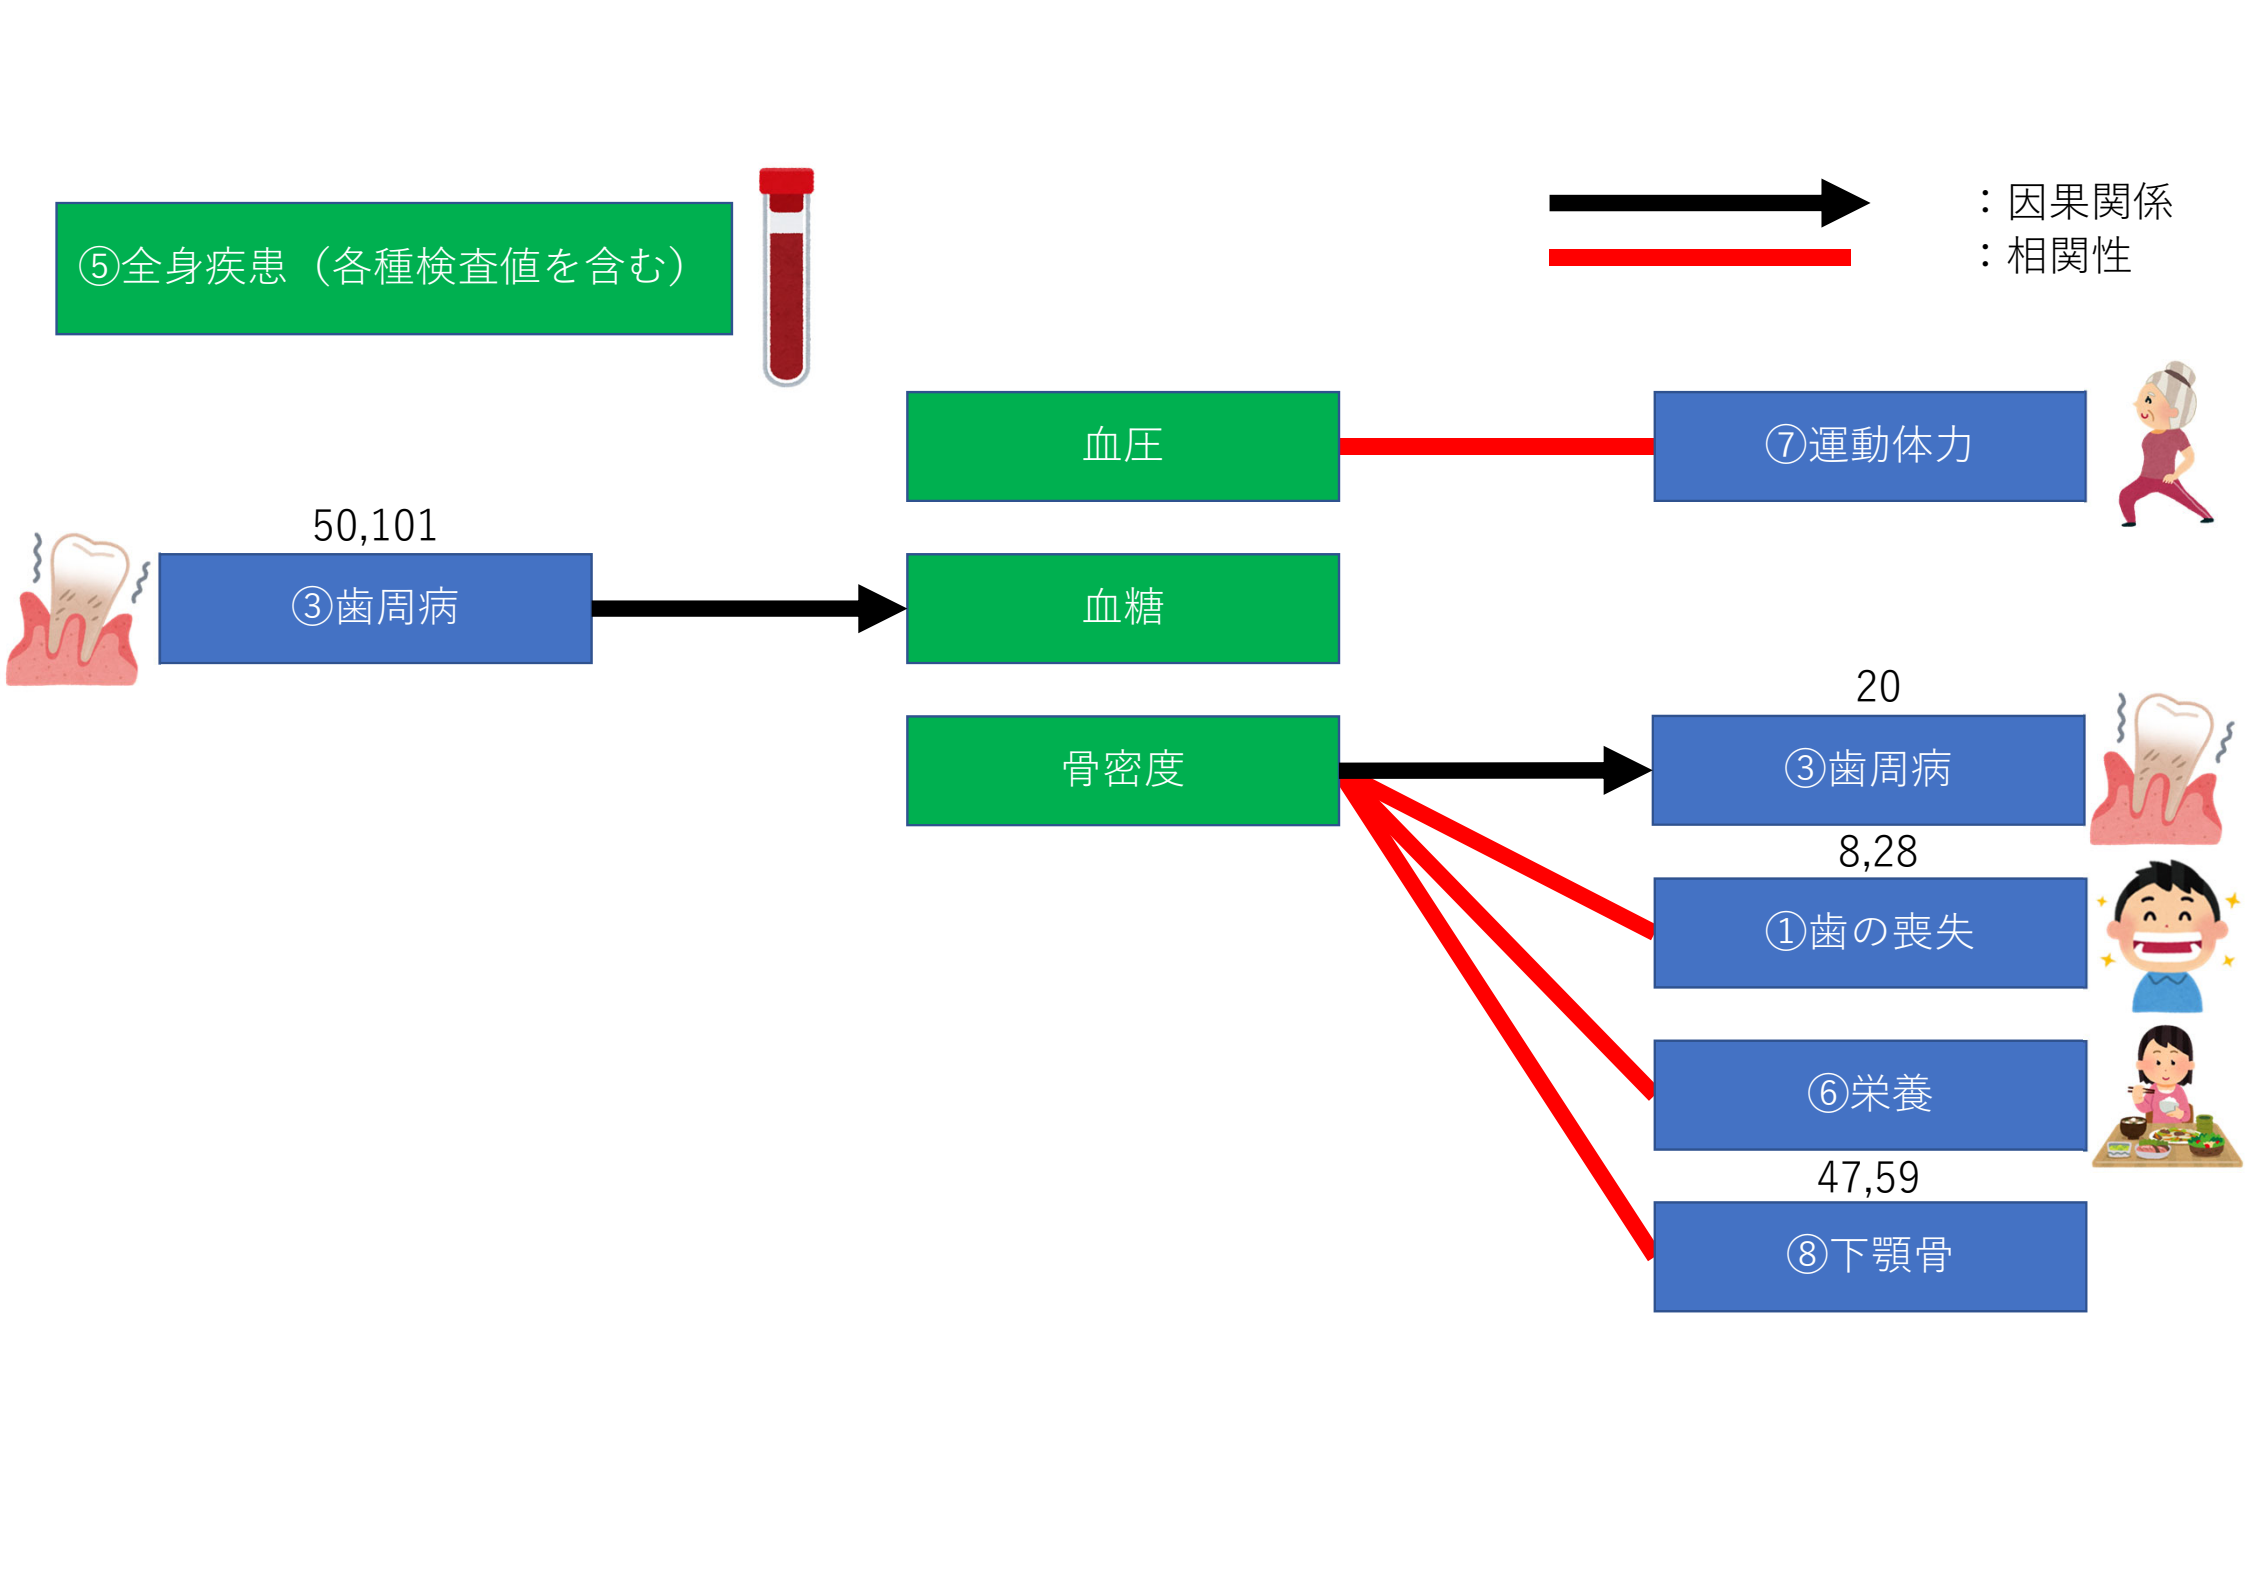 ：因果関係
：相関性
⑤全身疾患（各種検査値を含む）
血圧
⑦運動体力
50,101
③歯周病
血糖
20
骨密度
③歯周病
8,28
①歯の喪失
⑥栄養
47,59
⑧下顎骨